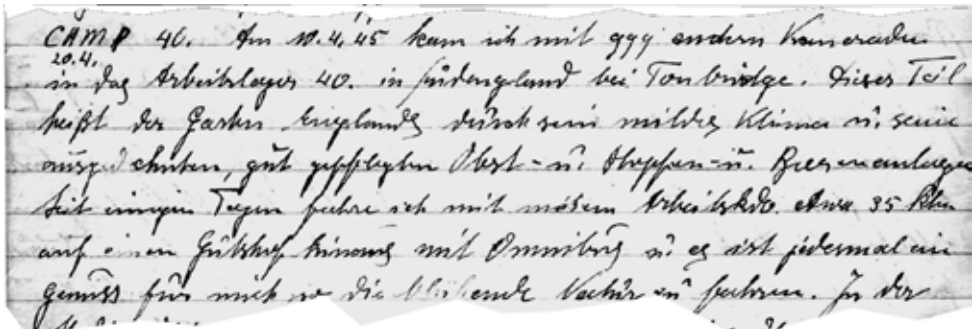 CAMP 40. Am 10.4.45 kam ich mit 999 andern Kameraden
20.4.
in das Arbeitslager 40. in Südengland bei Tonbridge. Dieser Teil
heißt der Garten Englands durch sein mildes Klima u. seine
ausgedehnten, gut gepflegten Obst- u. Hopfen- u. Beerenanlagen
Seit einigen Tagen fahre ich mit mein Arbeitskdo. etwa 35 Klm
auf einen Gutshof hinaus mit Omnibus u. es ist jedesmal ein
genuss für mich so die blühende Natur zu fahren. In der